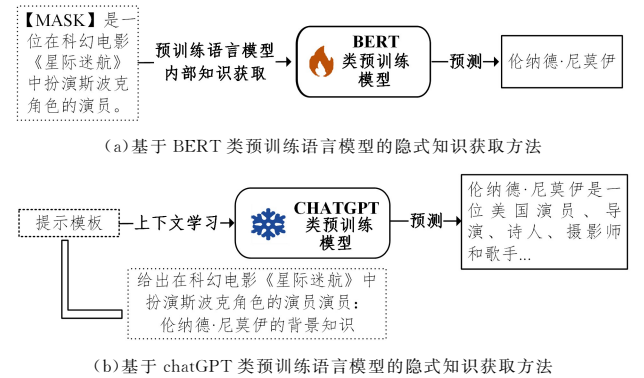 【MASK】是一
位在科幻电影
《星际迷航》
中扮演斯波克
角色的演员。
预训练语言模型
内部知识获取
BERT
类预训练
模型
预测
伦纳德·尼莫伊
(a)基于 BERT 类预训练语言模型的隐式知识获取方法
提示模板
上下文学习
CHATGPT
类预训练
模型
预测
伦纳德·尼莫伊是一
位美国演员、导
演、诗人、摄影师
和歌手...
给出在科幻电影《星际迷航》中
扮演斯波克角色的演员演员：
伦纳德·尼莫伊的背景知识
(b)基于 chatGPT 类预训练语言模型的隐式知识获取方法